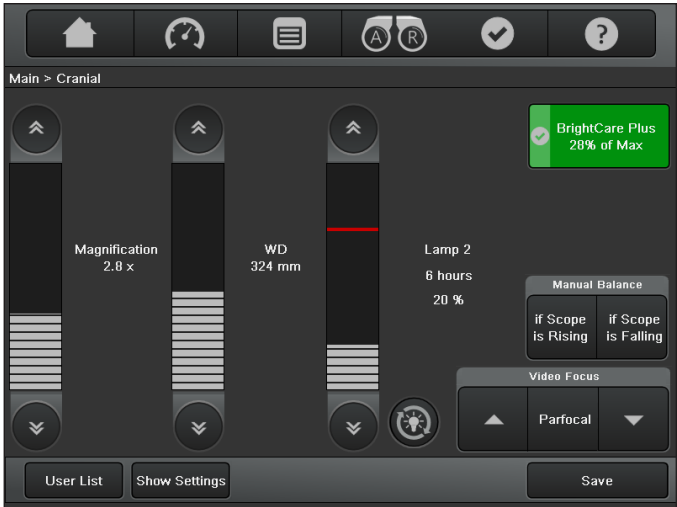 A R ?
Main > Cranial
BrightCare Plus
28% of Max
Magnification
2.8 x
WD
324 mm
Lamp 2
6 hours
20 %
Manual Balance
if Scope
is Rising
if Scope
is Falling
Video Focus
Parfocal
User List
Show Settings
Save